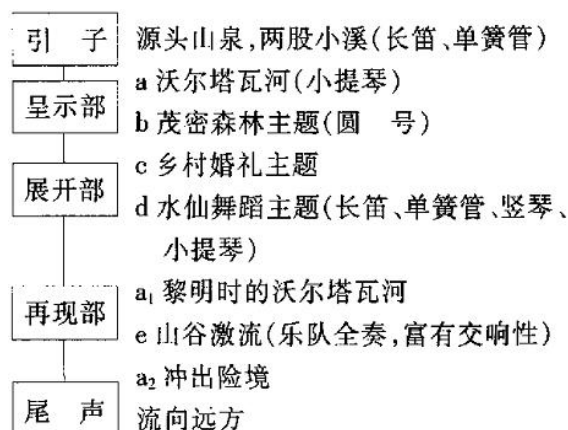 引　子　源头山泉,两股小溪(长笛、单簧管)
a 沃尔塔瓦河(小提琴)
呈示部
b 茂密森林主题(圆　号)
c 乡村婚礼主题
展开部
d 水仙舞蹈主题(长笛、单簧管、竖琴、
小提琴)
a₁ 黎明时的沃尔塔瓦河
再现部
e 山谷激流(乐队全奏,富有交响性)
a₂ 冲出险境
尾　声　流向远方